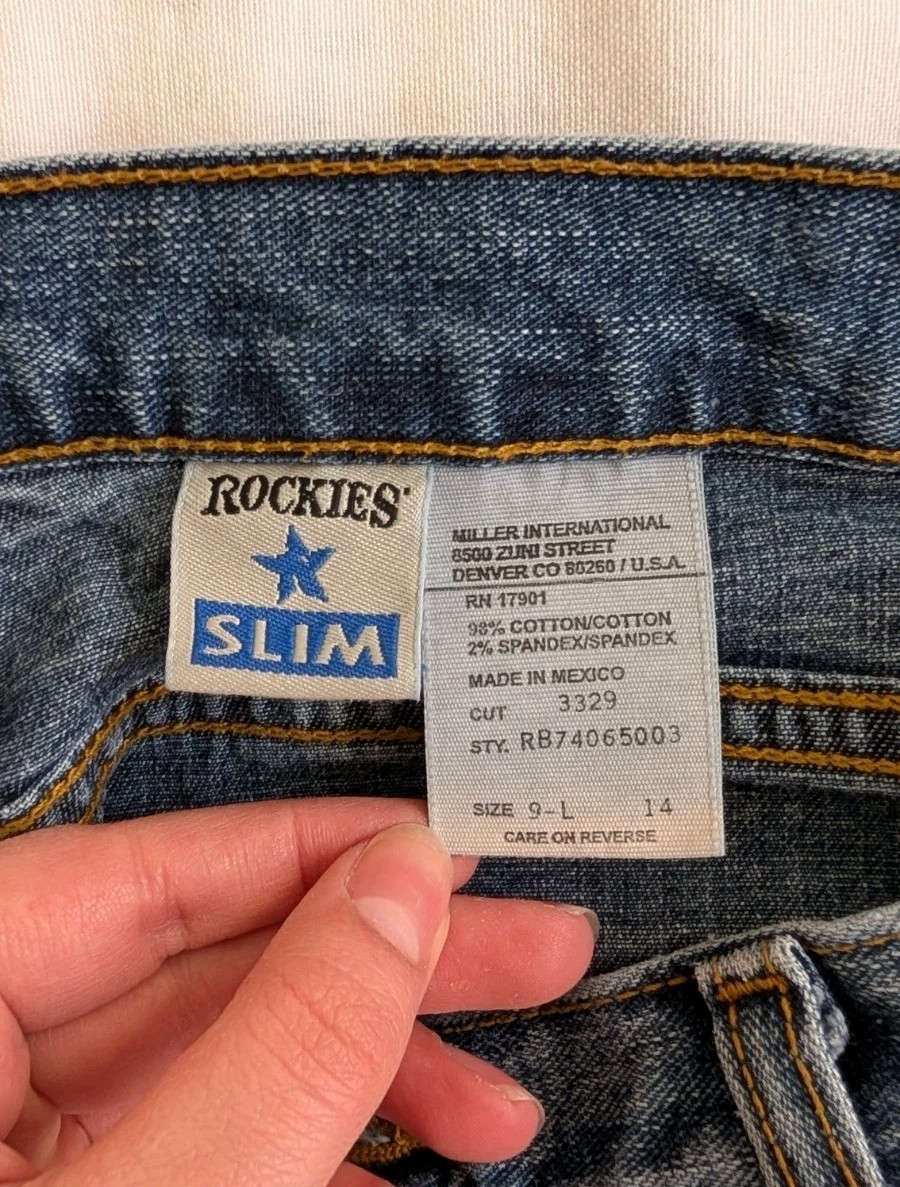 ROCKIES
SLIM
MILLER INTERNATIONAL
8500 ZUNI STREET
DENVER CO 80260 / U.S.A.
RN 17901
98% COTTON/COTTON
2% SPANDEX/SPANDEX
MADE IN MEXICO
CUT 3329
STY. RB74065003
SIZE 9-L 14
CARE ON REVERSE